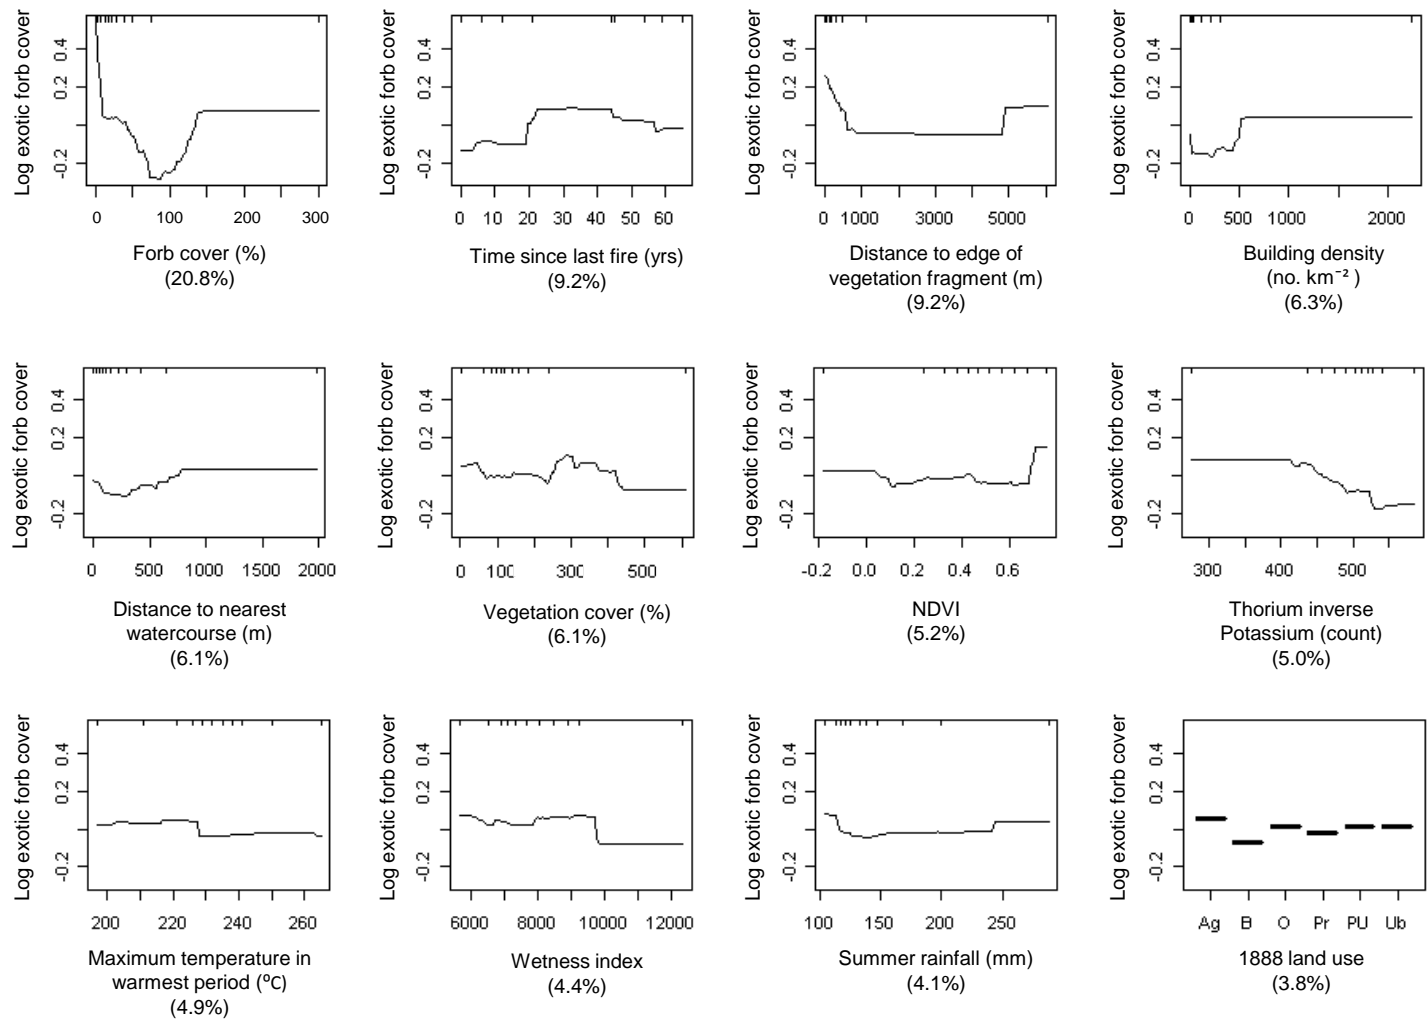 Log exotic forb cover
-0.2 0.2 0.4
0 100 200 300
Forb cover (%)
(20.8%)
Log exotic forb cover
-0.2 0.2 0.4
0 10 20 30 40 50 60
Time since last fire (yrs)
(9.2%)
Log exotic forb cover
-0.2 0.2 0.4
0 1000 3000 5000
Distance to edge of
vegetation fragment (m)
(9.2%)
Log exotic forb cover
-0.2 0.2 0.4
0 500 1000 2000
Building density
(no. km⁻² )
(6.3%)
Log exotic forb cover
-0.2 0.2 0.4
0 500 1000 1500 2000
Distance to nearest
watercourse (m)
(6.1%)
Log exotic forb cover
-0.2 0.2 0.4
0 100 300 500
Vegetation cover (%)
(6.1%)
Log exotic forb cover
-0.2 0.2 0.4
-0.2 0.0 0.2 0.4 0.6
NDVI
(5.2%)
Log exotic forb cover
-0.2 0.2 0.4
300 400 500
Thorium inverse
Potassium (count)
(5.0%)
Log exotic forb cover
-0.2 0.2 0.4
200 220 240 260
Maximum temperature in
warmest period (⁰C)
(4.9%)
Log exotic forb cover
-0.2 0.2 0.4
6000 8000 10000 12000
Wetness index
(4.4%)
Log exotic forb cover
-0.2 0.2 0.4
100 150 200 250
Summer rainfall (mm)
(4.1%)
Log exotic forb cover
-0.2 0.2 0.4
Ag O Pr PU Ub
1888 land use
(3.8%)